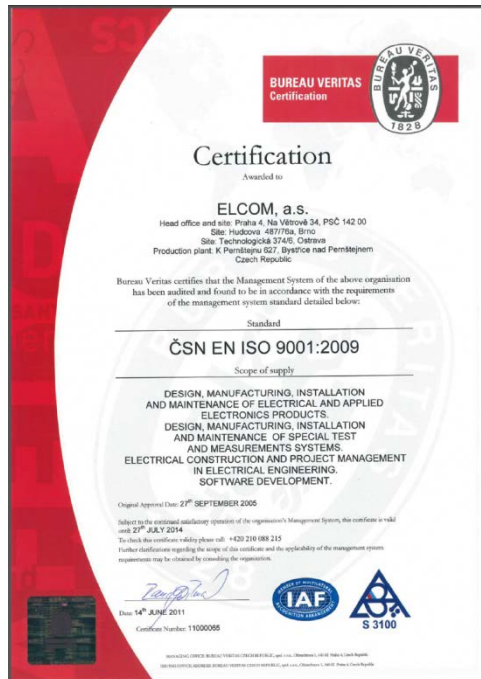 BUREAU VERITAS
Certification
BUREAU VERITAS
1828
Certification
Awarded to
ELCOM, a.s.
Head office and site: Praha 4, Na Větrově 34, PSČ 142 00
Site: Hudcova 487/76a, Brno
Site: Technologická 374/6, Ostrava
Production plant: K Pernštejnu 627, Bystřice nad Pernštejnem
Czech Republic
Bureau Veritas certifies that the Management System of the above organisation
has been audited and found to be in accordance with the requirements
of the management system standard detailed below:
Standard
ČSN EN ISO 9001:2009
Scope of supply
DESIGN, MANUFACTURING, INSTALLATION
AND MAINTENANCE OF ELECTRICAL AND APPLIED
ELECTRONICS PRODUCTS.
DESIGN, MANUFACTURING, INSTALLATION
AND MAINTENANCE OF SPECIAL TEST
AND MEASUREMENTS SYSTEMS.
ELECTRICAL CONSTRUCTION AND PROJECT MANAGEMENT
IN ELECTRICAL ENGINEERING.
SOFTWARE DEVELOPMENT.
Original Approval Date: 27th SEPTEMBER 2005
Subject to the continued satisfactory operation of the organisation's Management System, this certificate is valid
until: 27th JULY 2014
To check this certificate validity please call: +420 210 088 215
Further clarifications regarding the scope of this certificate and the applicability of the management system
requirements may be obtained by consulting the organisation.
Date: 14th JUNE 2011
Certificate Number: 11000065
IAF
S 3100